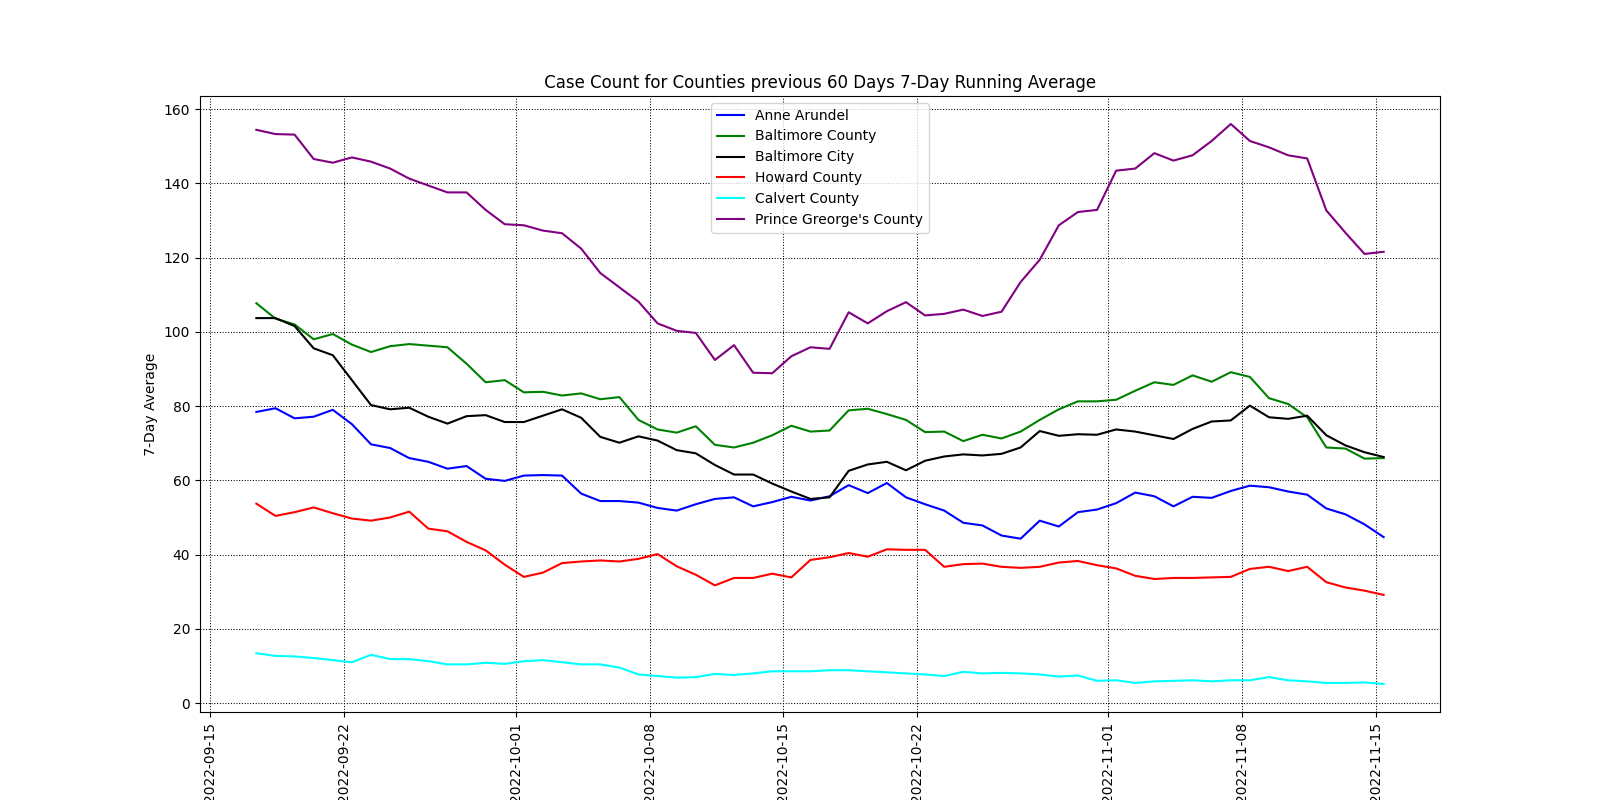 Case Count for Counties previous 60 Days 7-Day Running Average
160
140
120
100
80
60
40
20
0
7-Day Average
Anne Arundel
Baltimore County
Baltimore City
Howard County
Calvert County
Prince Greorge's County
2022-09-15
2022-09-22
2022-10-01
2022-10-08
2022-10-15
2022-10-22
2022-11-01
2022-11-08
2022-11-15